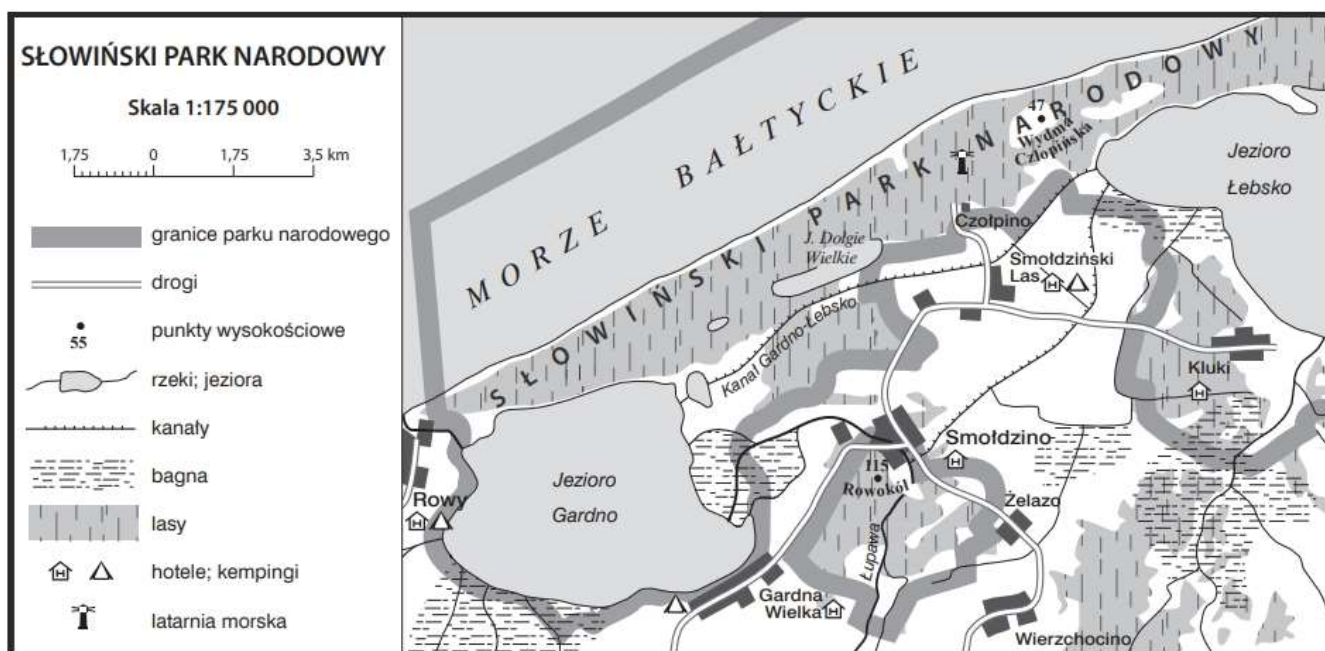 SŁOWIŃSKI PARK NARODOWY
Skala 1:175 000
1,75 0 1,75 3,5 km
granice parku narodowego
drogi
55
punkty wysokościowe
rzeki; jeziora
kanały
bagna
lasy
H
hotele; kempingi
latarnia morska
MORZE BAŁTYCKIE
SŁOWIŃSKI PARK NARODOWY
47
Wydma
Człopińska
Jezioro
Łebsko
Czołpino
J. Dołgie
Wielkie
Smołdziński
Las
H
Kanał Gardno-Łebsko
Kluki
H
Smołdzino
H
115
Rowokół
Jezioro
Gardno
Rowy
H
Żelazo
Łupawa
Gardna
Wielka
H
Wierzchocino